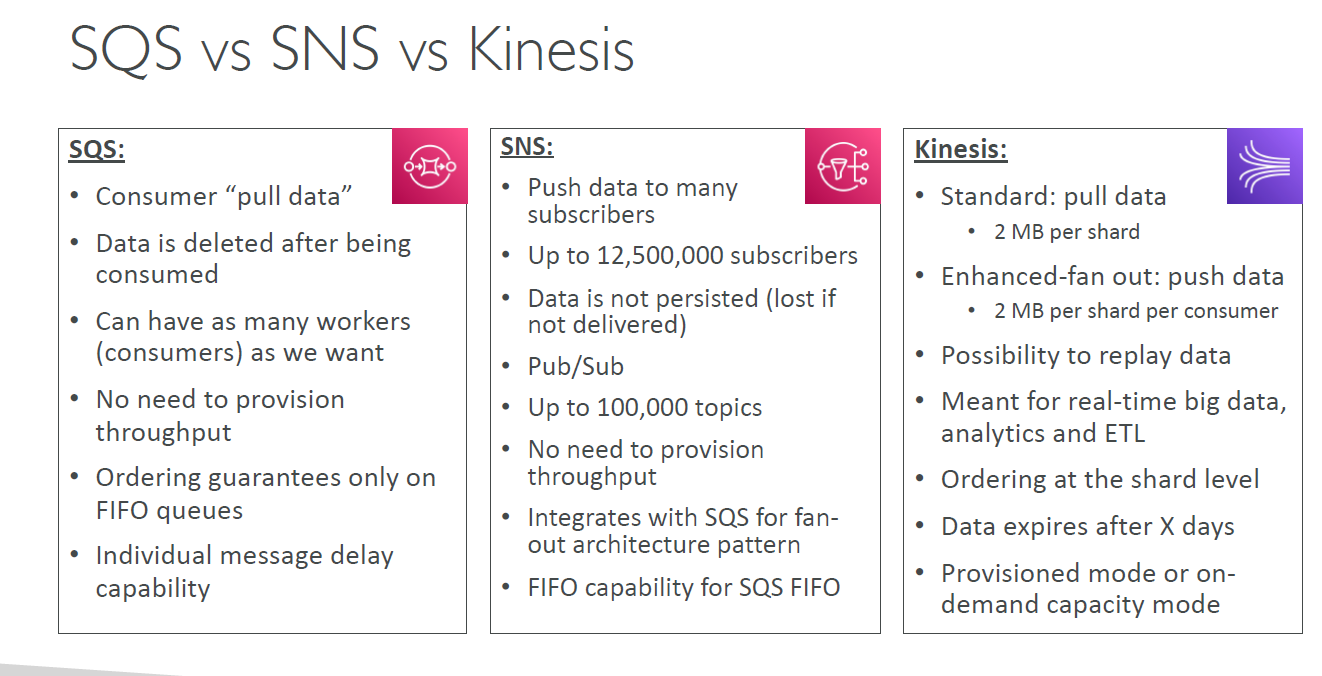 SQS vs SNS vs Kinesis
SQS:
• Consumer “pull data”
• Data is deleted after being
consumed
• Can have as many workers
(consumers) as we want
• No need to provision
throughput
• Ordering guarantees only on
FIFO queues
• Individual message delay
capability
SNS:
• Push data to many
subscribers
• Up to 12,500,000 subscribers
• Data is not persisted (lost if
not delivered)
• Pub/Sub
• Up to 100,000 topics
• No need to provision
throughput
• Integrates with SQS for fan-
out architecture pattern
• FIFO capability for SQS FIFO
Kinesis:
• Standard: pull data
• 2 MB per shard
• Enhanced-fan out: push data
• 2 MB per shard per consumer
• Possibility to replay data
• Meant for real-time big data,
analytics and ETL
• Ordering at the shard level
• Data expires after X days
• Provisioned mode or on-
demand capacity mode